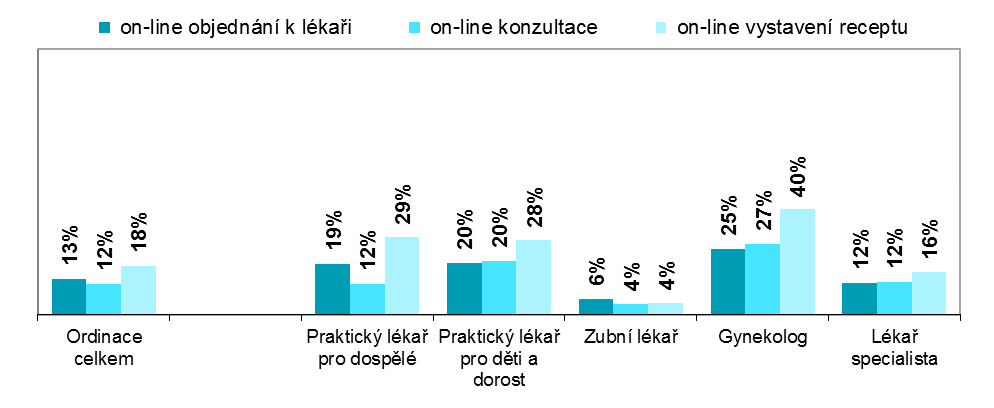 on-line objednání k lékaři on-line konzultace on-line vystavení receptu
13% 12% 18% 19% 12% 29% 20% 20% 28% 6% 4% 4% 25% 27% 40% 12% 12% 16%
Ordinace
celkem
Praktický lékař
pro dospělé
Praktický lékař
pro děti a
dorost
Zubní lékař
Gynekolog
Lékař
specialista